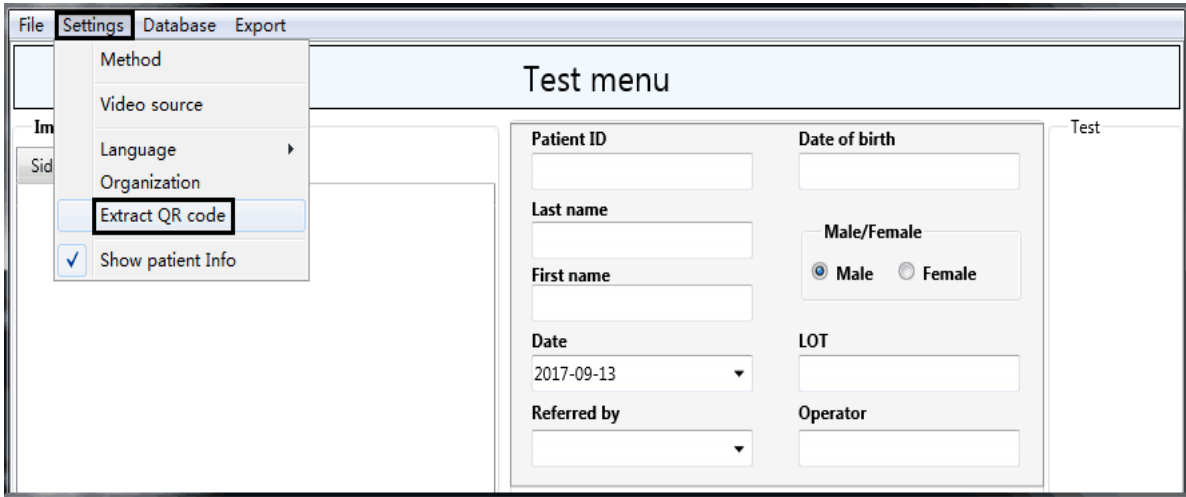 File Settings Database Export
Method
Video source
Language
Organization
Extract QR code
Show patient Info
Test menu
Im
Sid
Patient ID
Date of birth
Last name
Male/Female
Male Female
First name
Date
2017-09-13
LOT
Referred by
Operator
Test